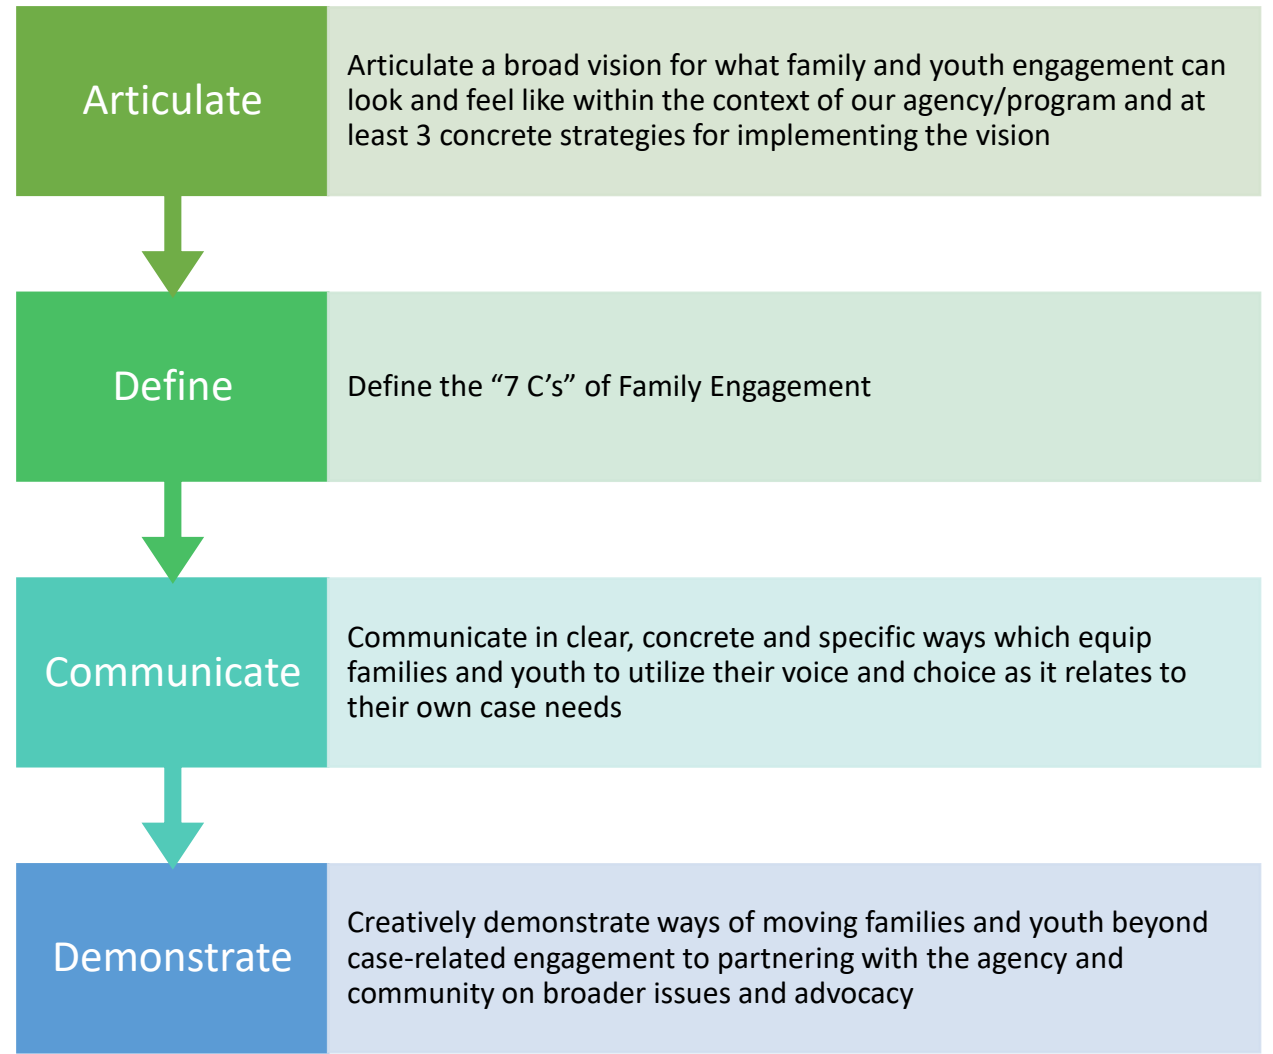 Articulate
Articulate a broad vision for what family and youth engagement can
look and feel like within the context of our agency/program and at
least 3 concrete strategies for implementing the vision
Define
Define the “7 C’s” of Family Engagement
Communicate
Communicate in clear, concrete and specific ways which equip
families and youth to utilize their voice and choice as it relates to
their own case needs
Demonstrate
Creatively demonstrate ways of moving families and youth beyond
case-related engagement to partnering with the agency and
community on broader issues and advocacy